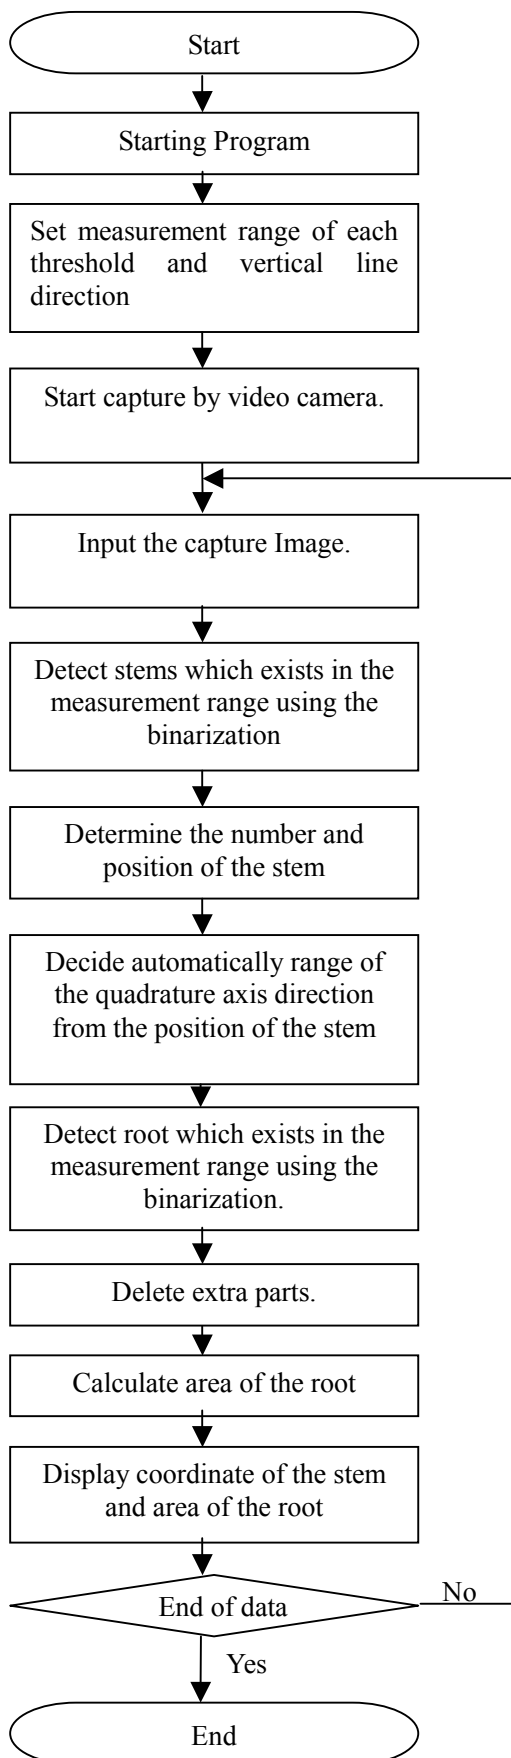 Start
Starting Program
Set measurement range of each
threshold and vertical line
direction
Start capture by video camera.
Input the capture Image.
Detect stems which exists in the
measurement range using the
binarization
Determine the number and
position of the stem
Decide automatically range of
the quadrature axis direction
from the position of the stem
Detect root which exists in the
measurement range using the
binarization.
Delete extra parts.
Calculate area of the root
Display coordinate of the stem
and area of the root
End of data
No
Yes
End